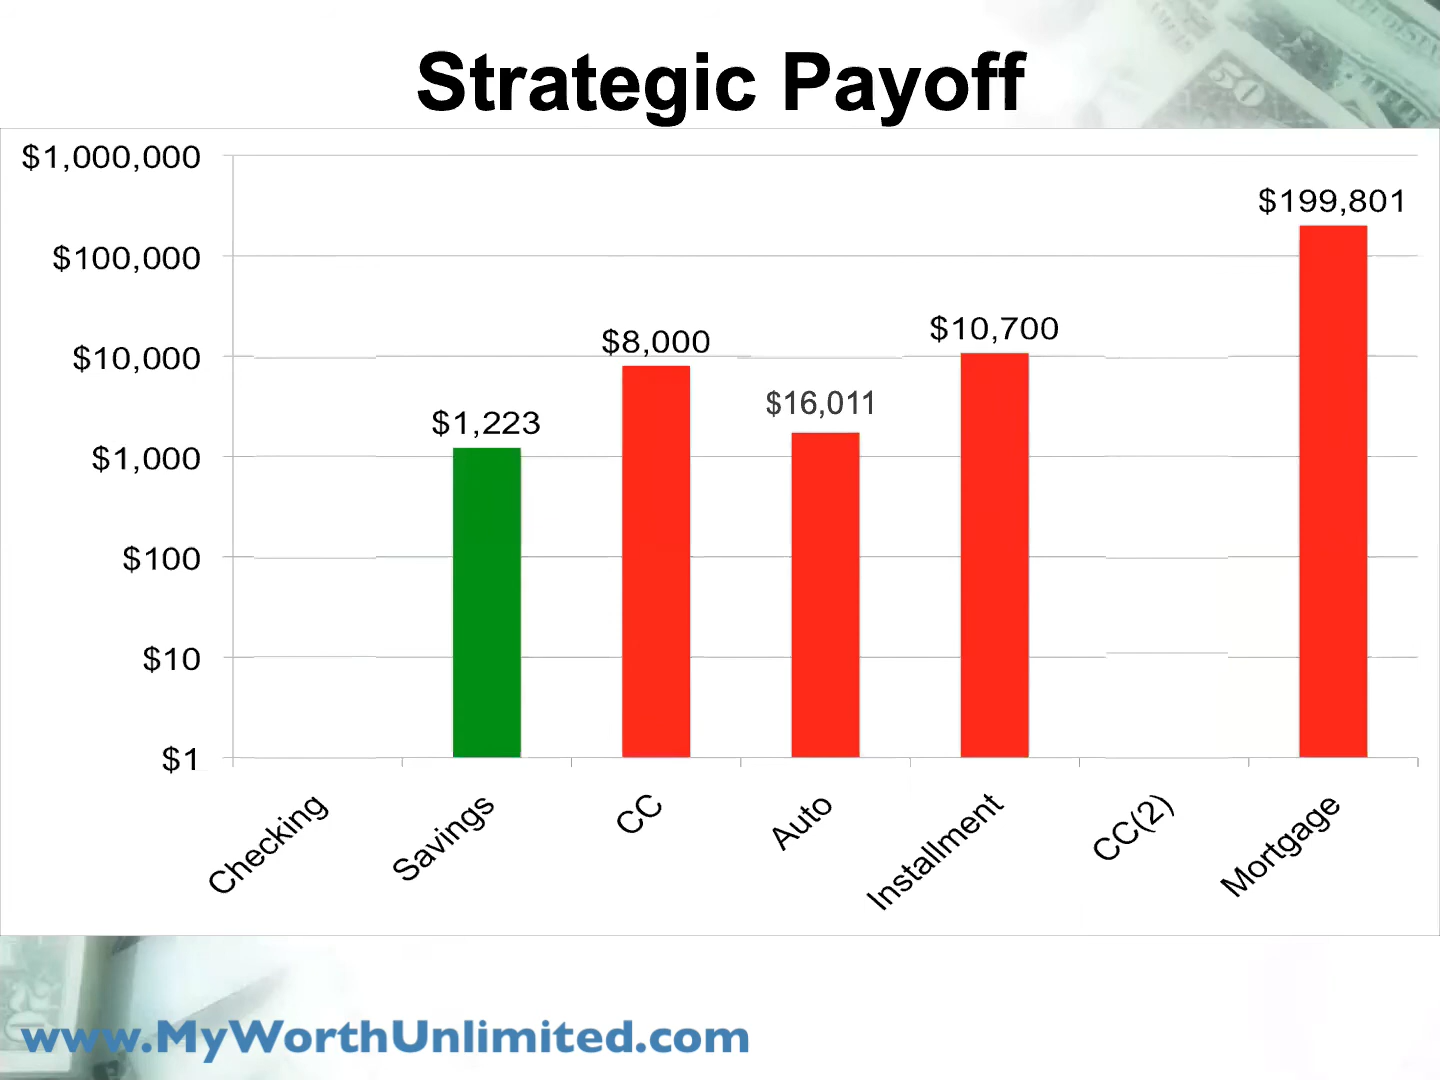 Strategic Payoff
$1,000,000
$100,000
$10,000
$1,000
$100
$10
$1
$1,223
$8,000
$16,011
$10,700
$199,801
Checking
Savings
CC
Auto
Installment
CC(2)
Mortgage
www.MyWorthUnlimited.com